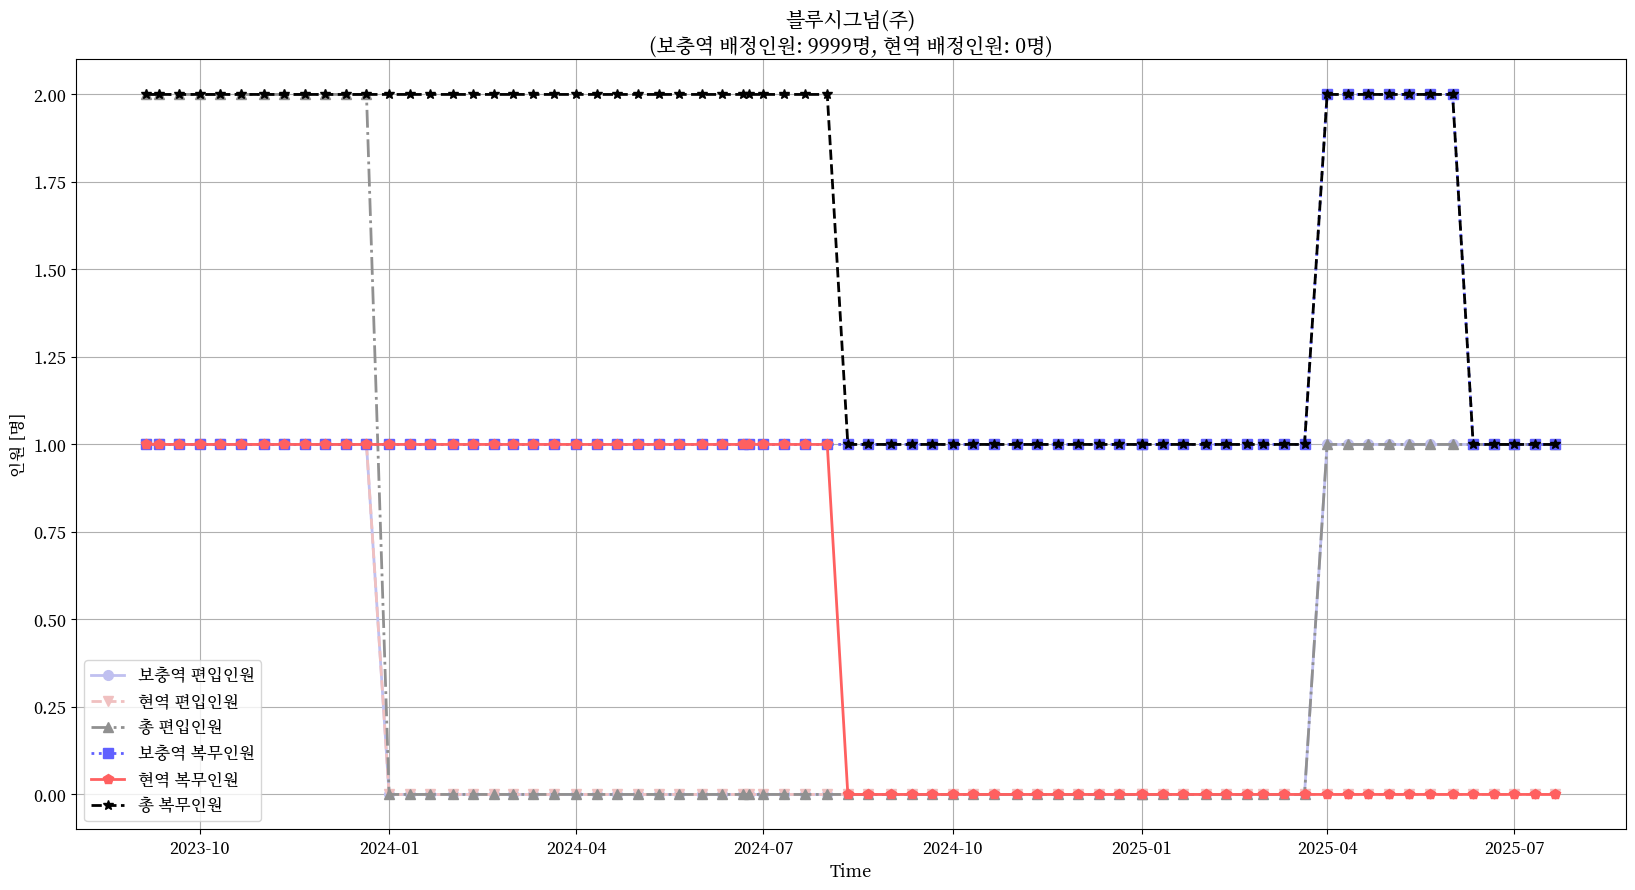 블루시그넘(주)
(보충역 배정인원: 9999명, 현역 배정인원: 0명)
인원 [명]
2.00
1.75
1.50
1.25
1.00
0.75
0.50
0.25
0.00
보충역 편입인원
현역 편입인원
총 편입인원
보충역 복무인원
현역 복무인원
총 복무인원
2023-10
2024-01
2024-04
2024-07
2024-10
2025-01
2025-04
2025-07
Time